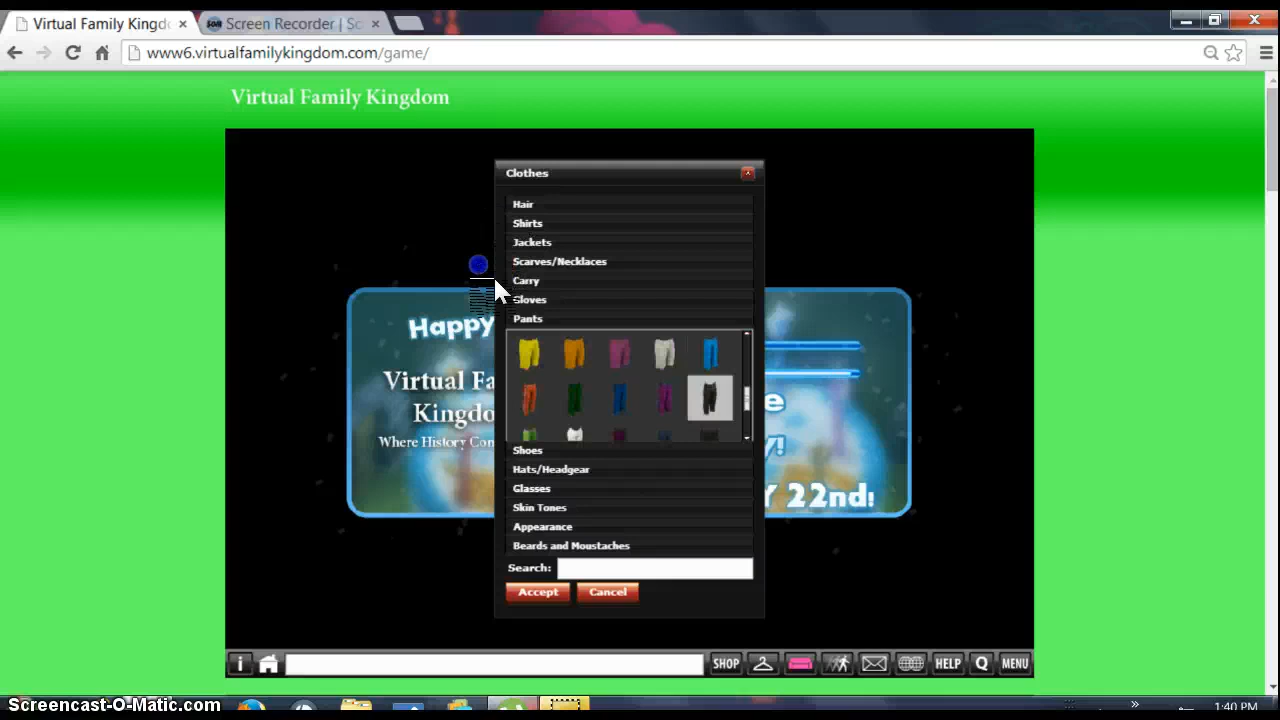 Virtual Family Kingdo
Screen Recorder | Sc
www6.virtualfamilykingdom.com/game/
Virtual Family Kingdom
Clothes
Hair
Shirts
Jackets
Scarves/Necklaces
Carry
Gloves
Pants
Happy
Virtual Fa
Kingdo
Where History Con
e
y!
Y 22nd!
Shoes
Hats/Headgear
Glasses
Skin Tones
Appearance
Beards and Moustaches
Search:
Accept Cancel
i SHOP HELP Q MENU
Screencast-O-Matic.com
1:40 PM